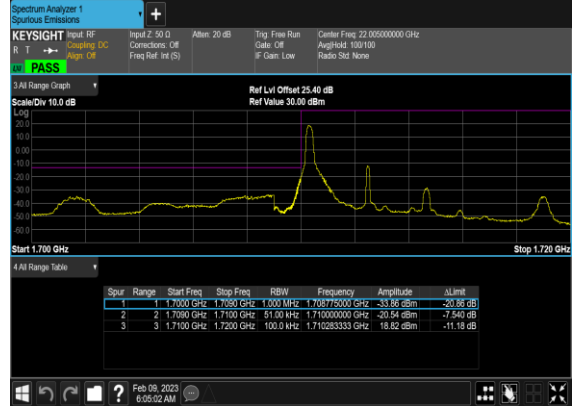 Spectrum Analyzer 1
Spurious Emissions
+
KEYSIGHT Input: RF Input Z: 50 Ω Atten: 20 dB Trig: Free Run Center Freq: 22.005000000 GHz
R T Coupling: DC Corrections: Off Gate: Off Avg|Hold: 100/100
Align: Off Freq Ref: Int (S) IF Gain: Low Radio Std: None
PASS
3 All Range Graph
Ref Lvl Offset 25.40 dB
Scale/Div 10.0 dB Ref Value 30.00 dBm
Log
20.0
10.0
0.00
-10.0
-20.0
-30.0
-40.0
-50.0
-60.0
Start 1.700 GHz Stop 1.720 GHz
4 All Range Table
Spur Range Start Freq Stop Freq RBW Frequency Amplitude ΔLimit
1 1 1.7000 GHz 1.7090 GHz 1.000 MHz 1.708775000 GHz -33.86 dBm -20.86 dB
2 2 1.7090 GHz 1.7100 GHz 51.00 kHz 1.710000000 GHz -20.54 dBm -7.540 dB
3 3 1.7100 GHz 1.7200 GHz 100.0 kHz 1.710283333 GHz 18.82 dBm -11.18 dB
? Feb 09, 2023
6:05:02 AM